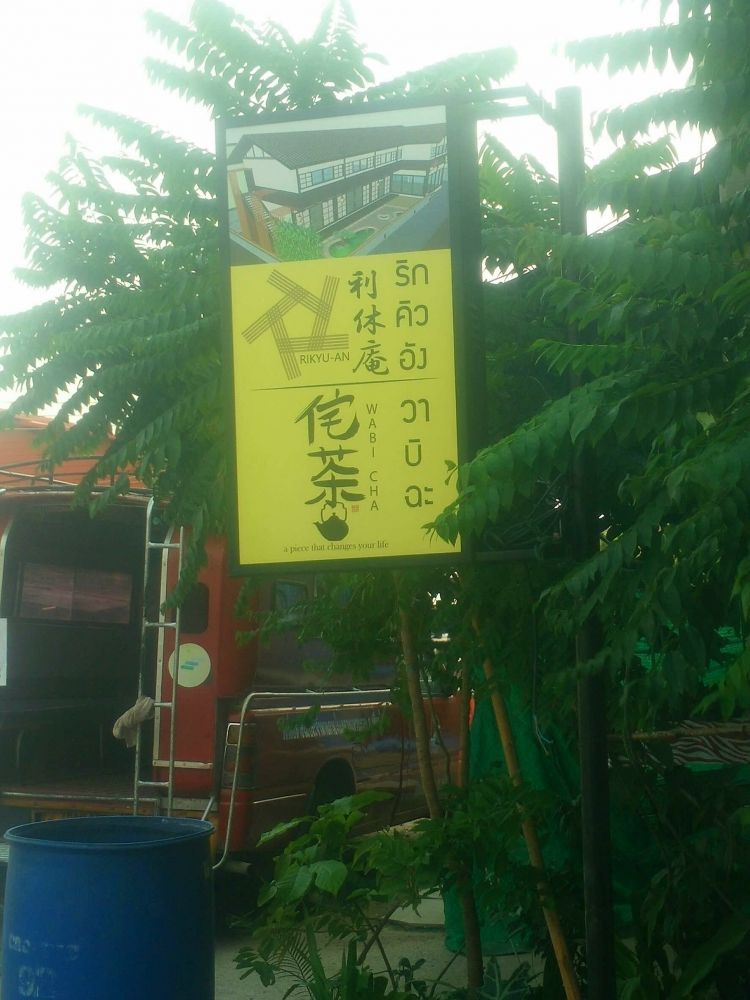 利休庵
RIKYU-AN
ริกคิวอัง
侘茶
WABI CHA
วาบิฉะ
a piece that changes your life